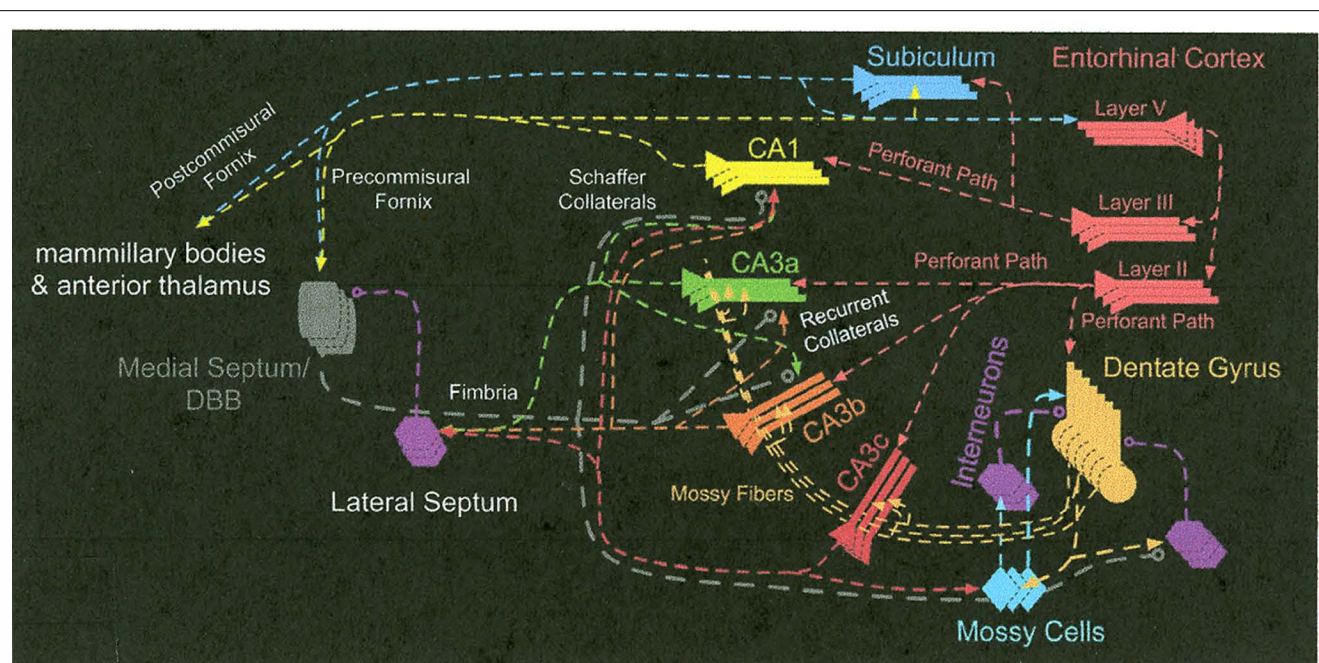 Subiculum
Entorhinal Cortex
Layer V
Postcommisural
Fornix
Precommisural
Fornix
Schaffer
Collaterals
CA1
Perforant Path
Layer III
mammillary bodies
& anterior thalamus
CA3a
Perforant Path
Layer II
Recurrent
Collaterals
Perforant Path
Medial Septum/
DBB
Fimbria
Dentate Gyrus
CA3b
Interneurons
CA3c
Mossy Fibers
Lateral Septum
Mossy Cells